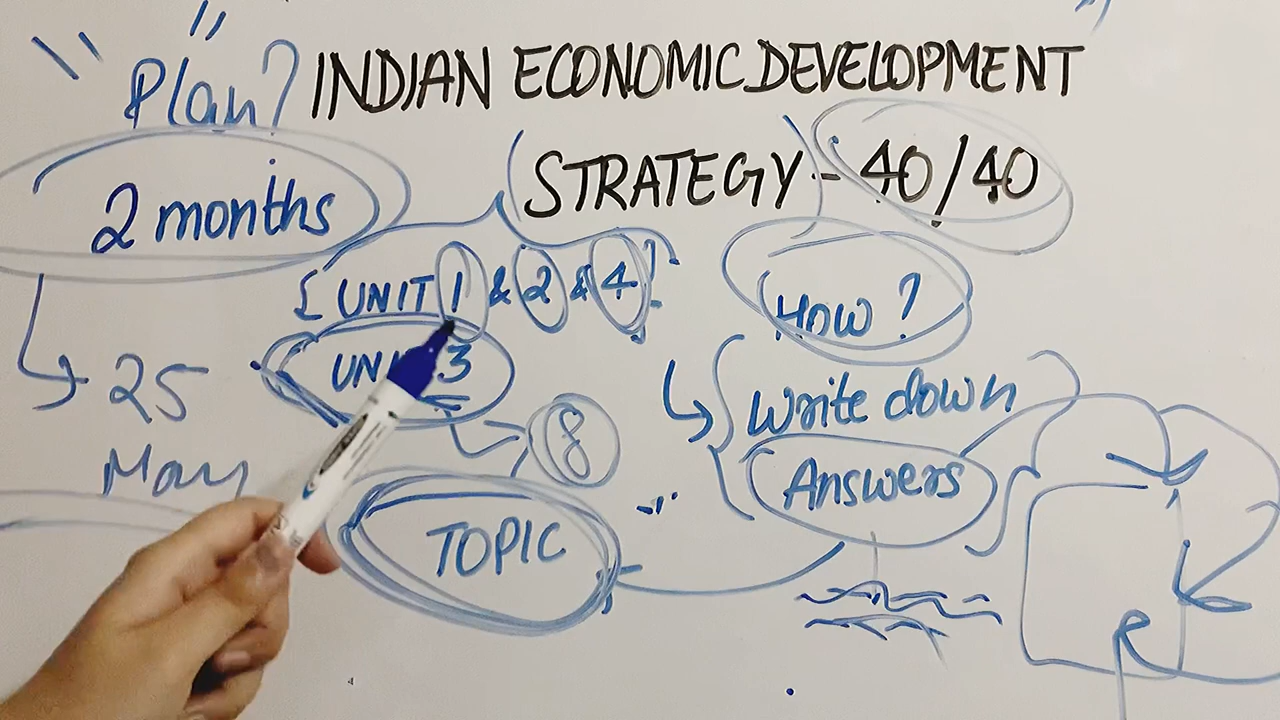 Plan? INDIAN ECONOMIC DEVELOPMENT
STRATEGY - 40/40
2 months
[UNIT 1 & 2 & 4]
How?
UNI 3
25
May
Write down
8
Answers
TOPIC